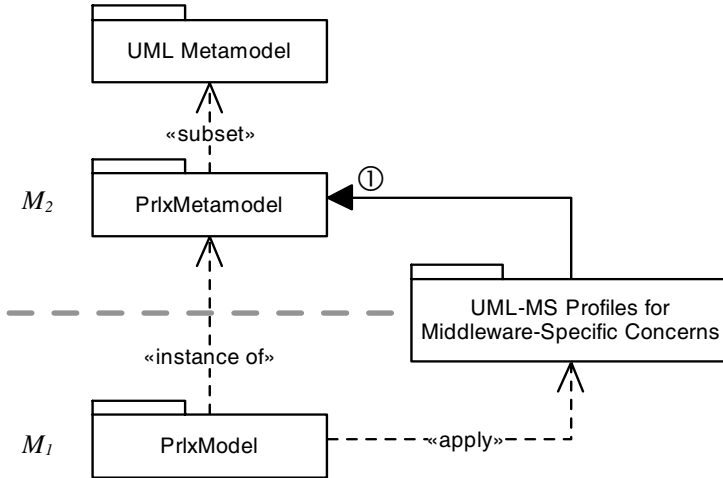 UML Metamodel
«subset»
①
M₂
PrlxMetamodel
UML-MS Profiles for
Middleware-Specific Concerns
«instance of»
M₁
PrlxModel
«apply»